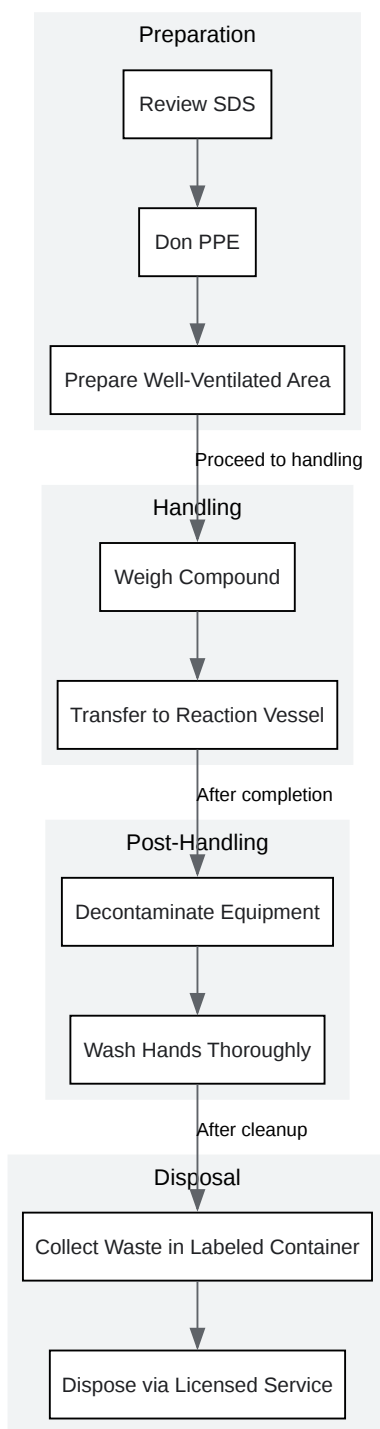 Preparation
Review SDS
Don PPE
Prepare Well-Ventilated Area
Proceed to handling
Handling
Weigh Compound
Transfer to Reaction Vessel
After completion
Post-Handling
Decontaminate Equipment
Wash Hands Thoroughly
After cleanup
Disposal
Collect Waste in Labeled Container
Dispose via Licensed Service